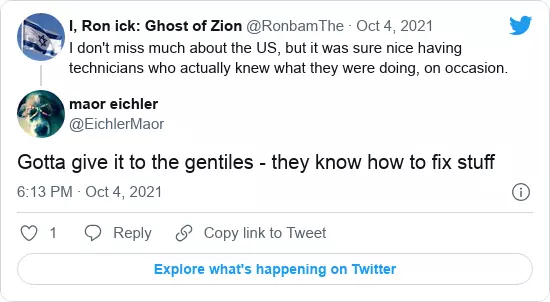 I, Ron ick: Ghost of Zion @RonbamThe · Oct 4, 2021
I don't miss much about the US, but it was sure nice having
technicians who actually knew what they were doing, on occasion.
maor eichler
@EichlerMaor
Gotta give it to the gentiles - they know how to fix stuff
6:13 PM · Oct 4, 2021
1 Reply Copy link to Tweet
Explore what's happening on Twitter